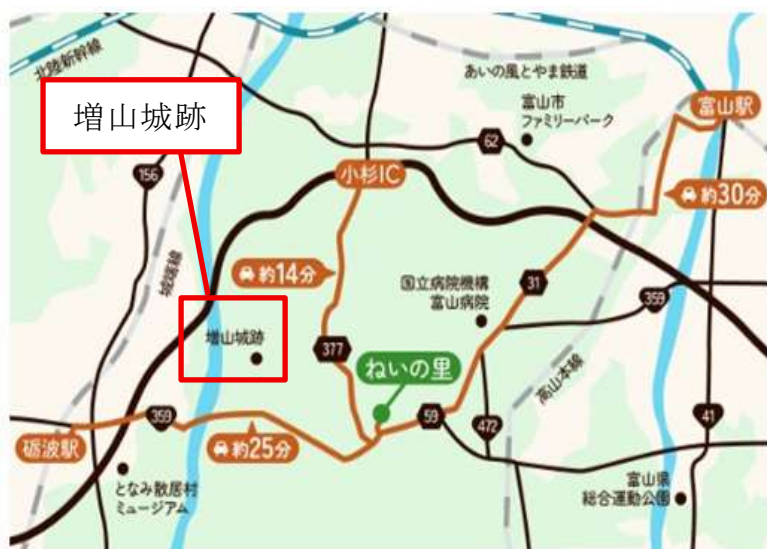 北陸新幹線
あいの風とやま鉄道
増山城跡
富山市
ファミリーパーク
富山駅
62
小杉IC
156
約30分
城端線
約14分
国立病院機構
富山病院
31
359
増山城跡
377
ねいの里
高山本線
359
59
472
41
砺波駅
約25分
となみ散居村
ミュージアム
富山県
総合運動公園